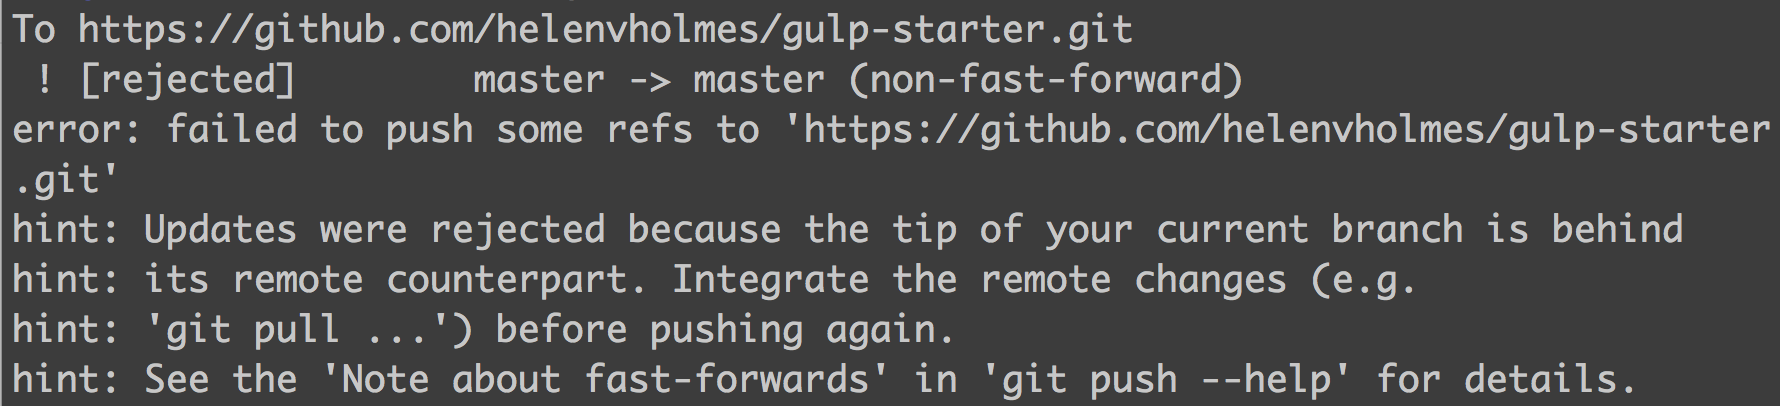 To https://github.com/helenvholmes/gulp-starter.git
 ! [rejected]        master -> master (non-fast-forward)
error: failed to push some refs to 'https://github.com/helenvholmes/gulp-starter
.git'
hint: Updates were rejected because the tip of your current branch is behind
hint: its remote counterpart. Integrate the remote changes (e.g.
hint: 'git pull ...') before pushing again.
hint: See the 'Note about fast-forwards' in 'git push --help' for details.